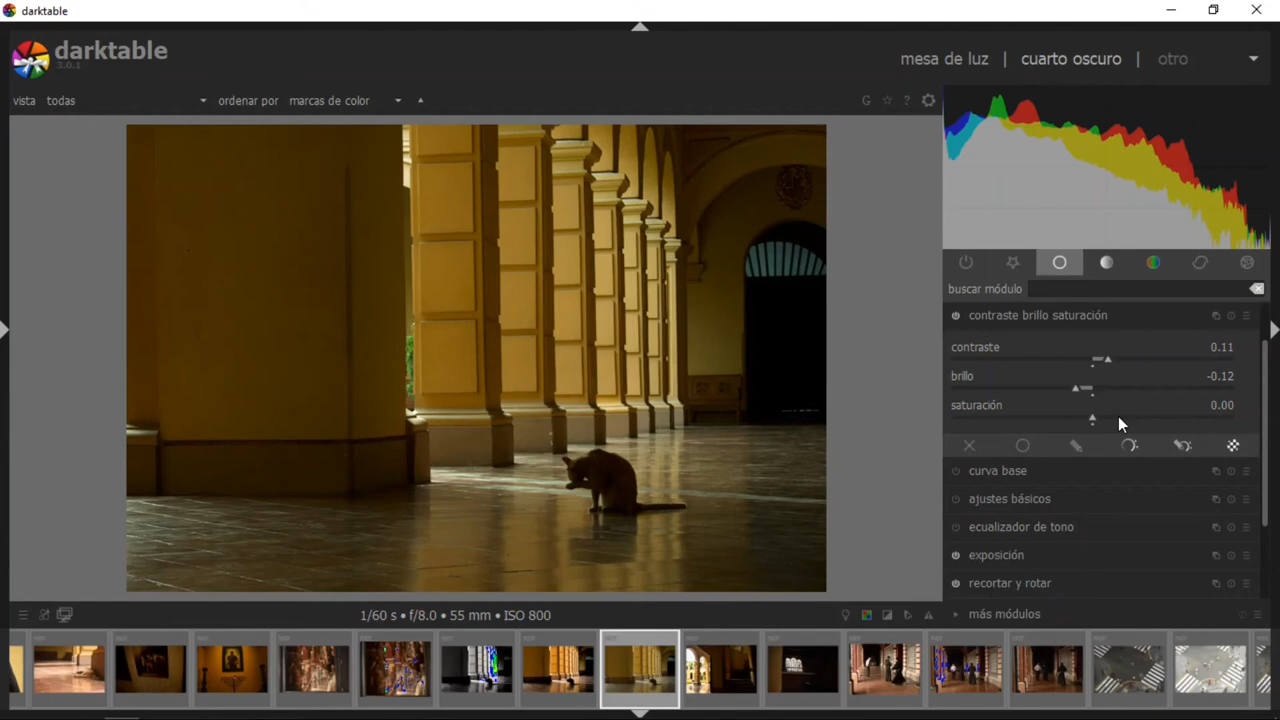 darktable
darktable
3.0.1
mesa de luz | cuarto oscuro | otro
vista todas ordenar por marcas de color
G ?
buscar módulo
contraste brillo saturación
contraste 0.11
brillo -0.12
saturación 0.00
curva base
ajustes básicos
ecualizador de tono
exposición
recortar y rotar
1/60 s • f/8.0 • 55 mm • ISO 800
más módulos